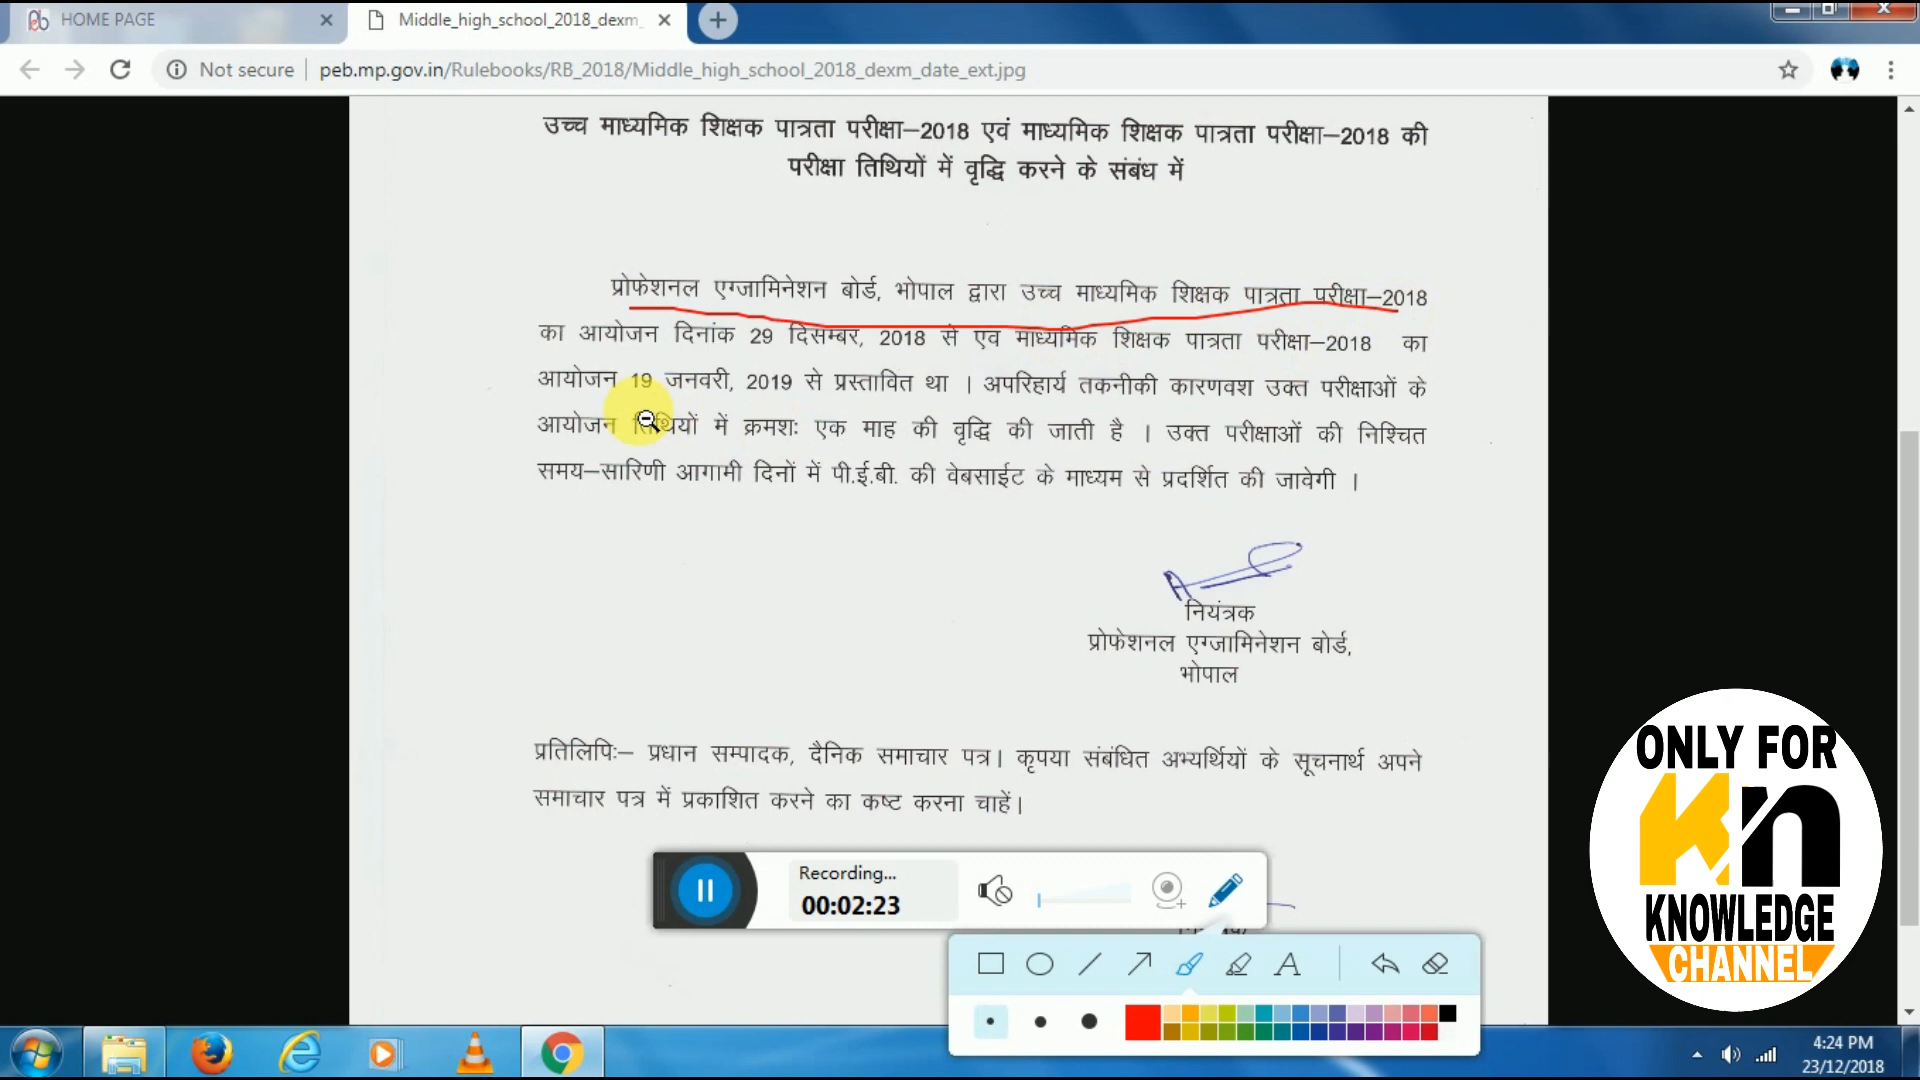 HOME PAGE
Middle_high_school_2018_dexm_
Not secure
peb.mp.gov.in/Rulebooks/RB_2018/Middle_high_school_2018_dexm_date_ext.jpg
उच्च माध्यमिक शिक्षक पात्रता परीक्षा–2018 एवं माध्यमिक शिक्षक पात्रता परीक्षा–2018 की
परीक्षा तिथियों में वृद्धि करने के संबंध में
प्रोफेशनल एग्जामिनेशन बोर्ड, भोपाल द्वारा उच्च माध्यमिक शिक्षक पात्रता परीक्षा–2018
का आयोजन दिनांक 29 दिसम्बर, 2018 से एव माध्यमिक शिक्षक पात्रता परीक्षा–2018 का
आयोजन 19 जनवरी, 2019 से प्रस्तावित था । अपरिहार्य तकनीकी कारणवश उक्त परीक्षाओं के
आयोजन तिथियों में क्रमशः एक माह की वृद्धि की जाती है । उक्त परीक्षाओं की निश्चित
समय–सारिणी आगामी दिनों में पी.ई.बी. की वेबसाईट के माध्यम से प्रदर्शित की जावेगी ।
नियंत्रक
प्रोफेशनल एग्जामिनेशन बोर्ड,
भोपाल
प्रतिलिपिः– प्रधान सम्पादक, दैनिक समाचार पत्र। कृपया संबंधित अभ्यर्थियों के सूचनार्थ अपने
समाचार पत्र में प्रकाशित करने का कष्ट करना चाहें।
Recording...
00:02:23
A
ONLY FOR
Kn
KNOWLEDGE
CHANNEL
4:24 PM
23/12/2018